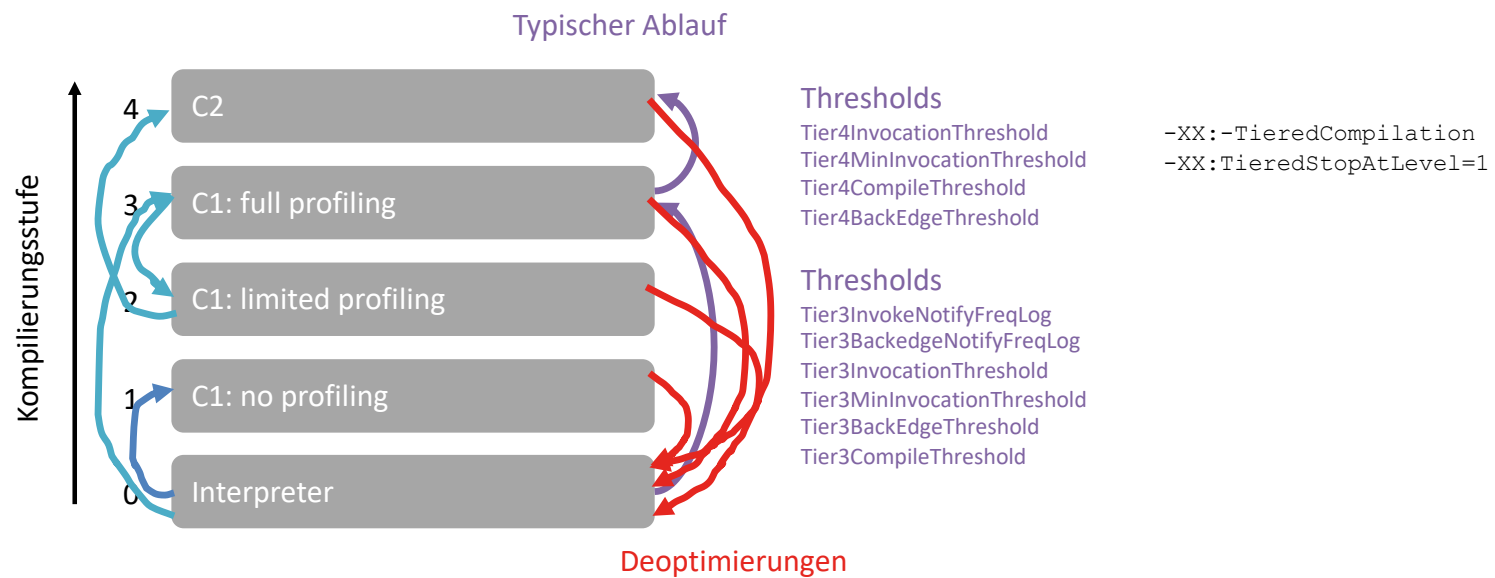 Typischer Ablauf
Kompilierungsstufe
4
C2
3
C1: full profiling
2
C1: limited profiling
1
C1: no profiling
0
Interpreter
Thresholds
Tier4InvocationThreshold
Tier4MinInvocationThreshold
Tier4CompileThreshold
Tier4BackEdgeThreshold
Thresholds
Tier3InvokeNotifyFreqLog
Tier3BackedgeNotifyFreqLog
Tier3InvocationThreshold
Tier3MinInvocationThreshold
Tier3BackEdgeThreshold
Tier3CompileThreshold
-XX:-TieredCompilation
-XX:TieredStopAtLevel=1
Deoptimierungen